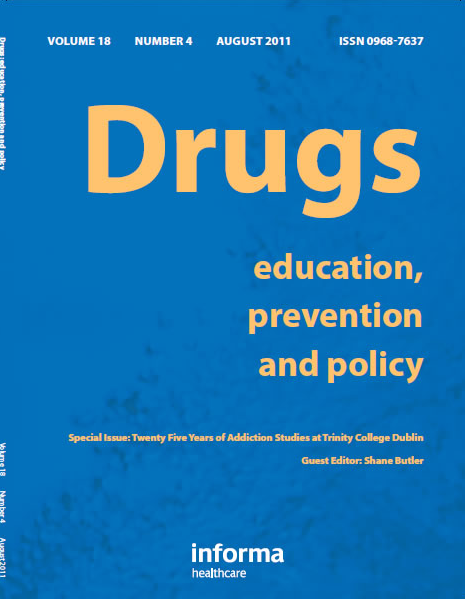 VOLUME 18 NUMBER 4 AUGUST 2011 ISSN 0968-7637
Drugs
education,
prevention
and policy
Special Issue: Twenty Five Years of Addiction Studies at Trinity College Dublin
Guest Editor: Shane Butler
informa
healthcare
Drugs: education, prevention and policy
Volume 18 Number 4 August 2011